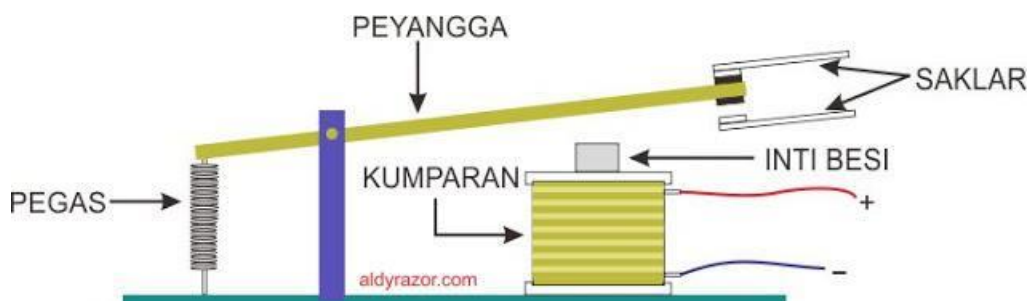 PEYANGGA
SAKLAR
INTI BESI
KUMPARAN
PEGAS
+
aldyrazor.com
-